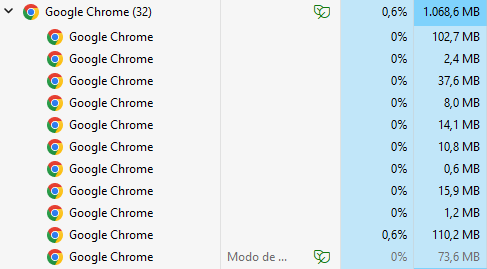 Google Chrome (32) 0,6% 1.068,6 MB
Google Chrome 0% 102,7 MB
Google Chrome 0% 2,4 MB
Google Chrome 0% 37,6 MB
Google Chrome 0% 8,0 MB
Google Chrome 0% 14,1 MB
Google Chrome 0% 10,8 MB
Google Chrome 0% 0,6 MB
Google Chrome 0% 15,9 MB
Google Chrome 0% 1,2 MB
Google Chrome 0,6% 110,2 MB
Google Chrome Modo de ... 0% 73,6 MB